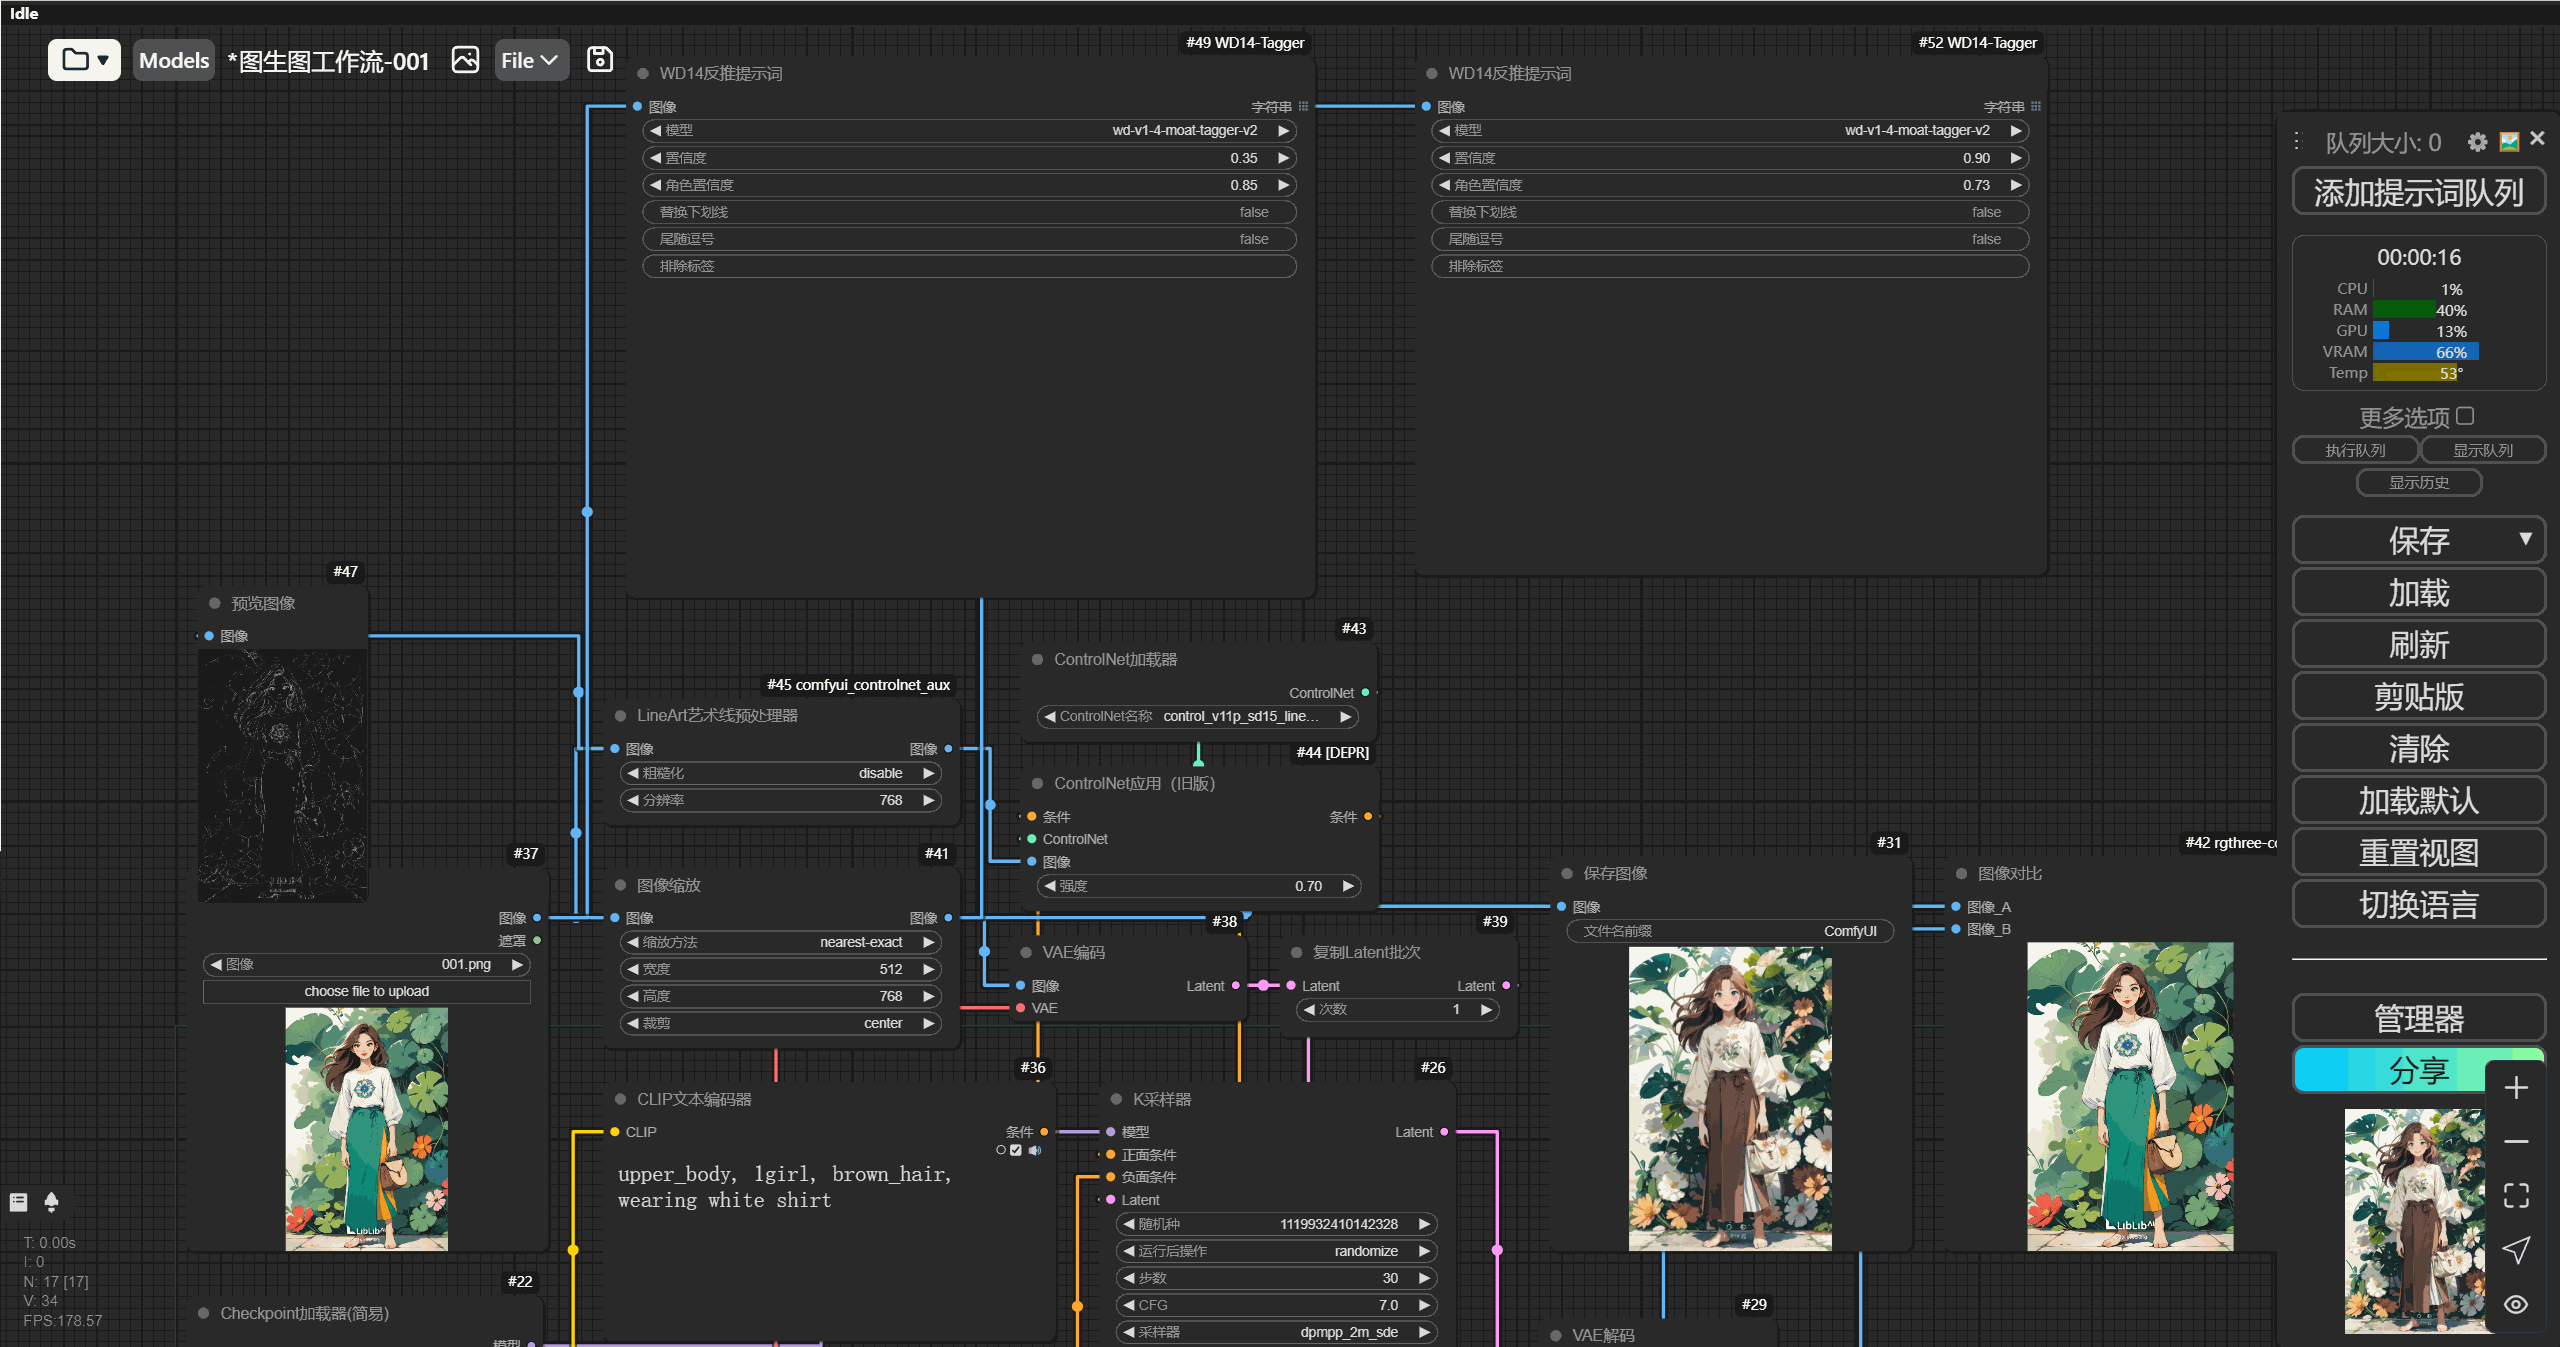 Idle
Models
*图生图工作流-001
File
#49 WD14-Tagger
WD14反推提示词
图像
字符串
模型
wd-v1-4-moat-tagger-v2
置信度
0.35
角色置信度
0.85
替换下划线
false
尾随逗号
false
排除标签
#52 WD14-Tagger
WD14反推提示词
图像
字符串
模型
wd-v1-4-moat-tagger-v2
置信度
0.90
角色置信度
0.73
替换下划线
false
尾随逗号
false
排除标签
#47
预览图像
图像
#45 comfyui_controlnet_aux
LineArt艺术线预处理器
图像
图像
粗糙化
disable
分辨率
768
#43
ControlNet加载器
ControlNet
ControlNet名称
control_v11p_sd15_line...
#44 [DEPR]
ControlNet应用（旧版）
条件
条件
ControlNet
图像
强度
0.70
#37
图像
遮罩
图像
001.png
choose file to upload
LIBLIB
#41
图像缩放
图像
图像
缩放方法
nearest-exact
宽度
512
高度
768
裁剪
center
#38
VAE编码
图像
Latent
VAE
#39
复制Latent批次
Latent
Latent
次数
1
#31
保存图像
图像
文件名前缀
ComfyUI
#42 rgthree-co
图像对比
图像_A
图像_B
LIBLIB
#36
CLIP文本编码器
CLIP
条件
upper_body, 1girl, brown_hair,
wearing white shirt
#26
K采样器
模型
Latent
正面条件
负面条件
Latent
随机种
1119932410142328
运行后操作
randomize
步数
30
CFG
7.0
采样器
dpmpp_2m_sde
#22
Checkpoint加载器(简易)
模型
#29
VAE解码
T: 0.00s
I: 0
N: 17 [17]
V: 34
FPS:178.57
队列大小: 0
添加提示词队列
00:00:16
CPU
1%
RAM
40%
GPU
13%
VRAM
66%
Temp
53°
更多选项
执行队列
显示队列
显示历史
保存
加载
刷新
剪贴版
清除
加载默认
重置视图
切换语言
管理器
分享